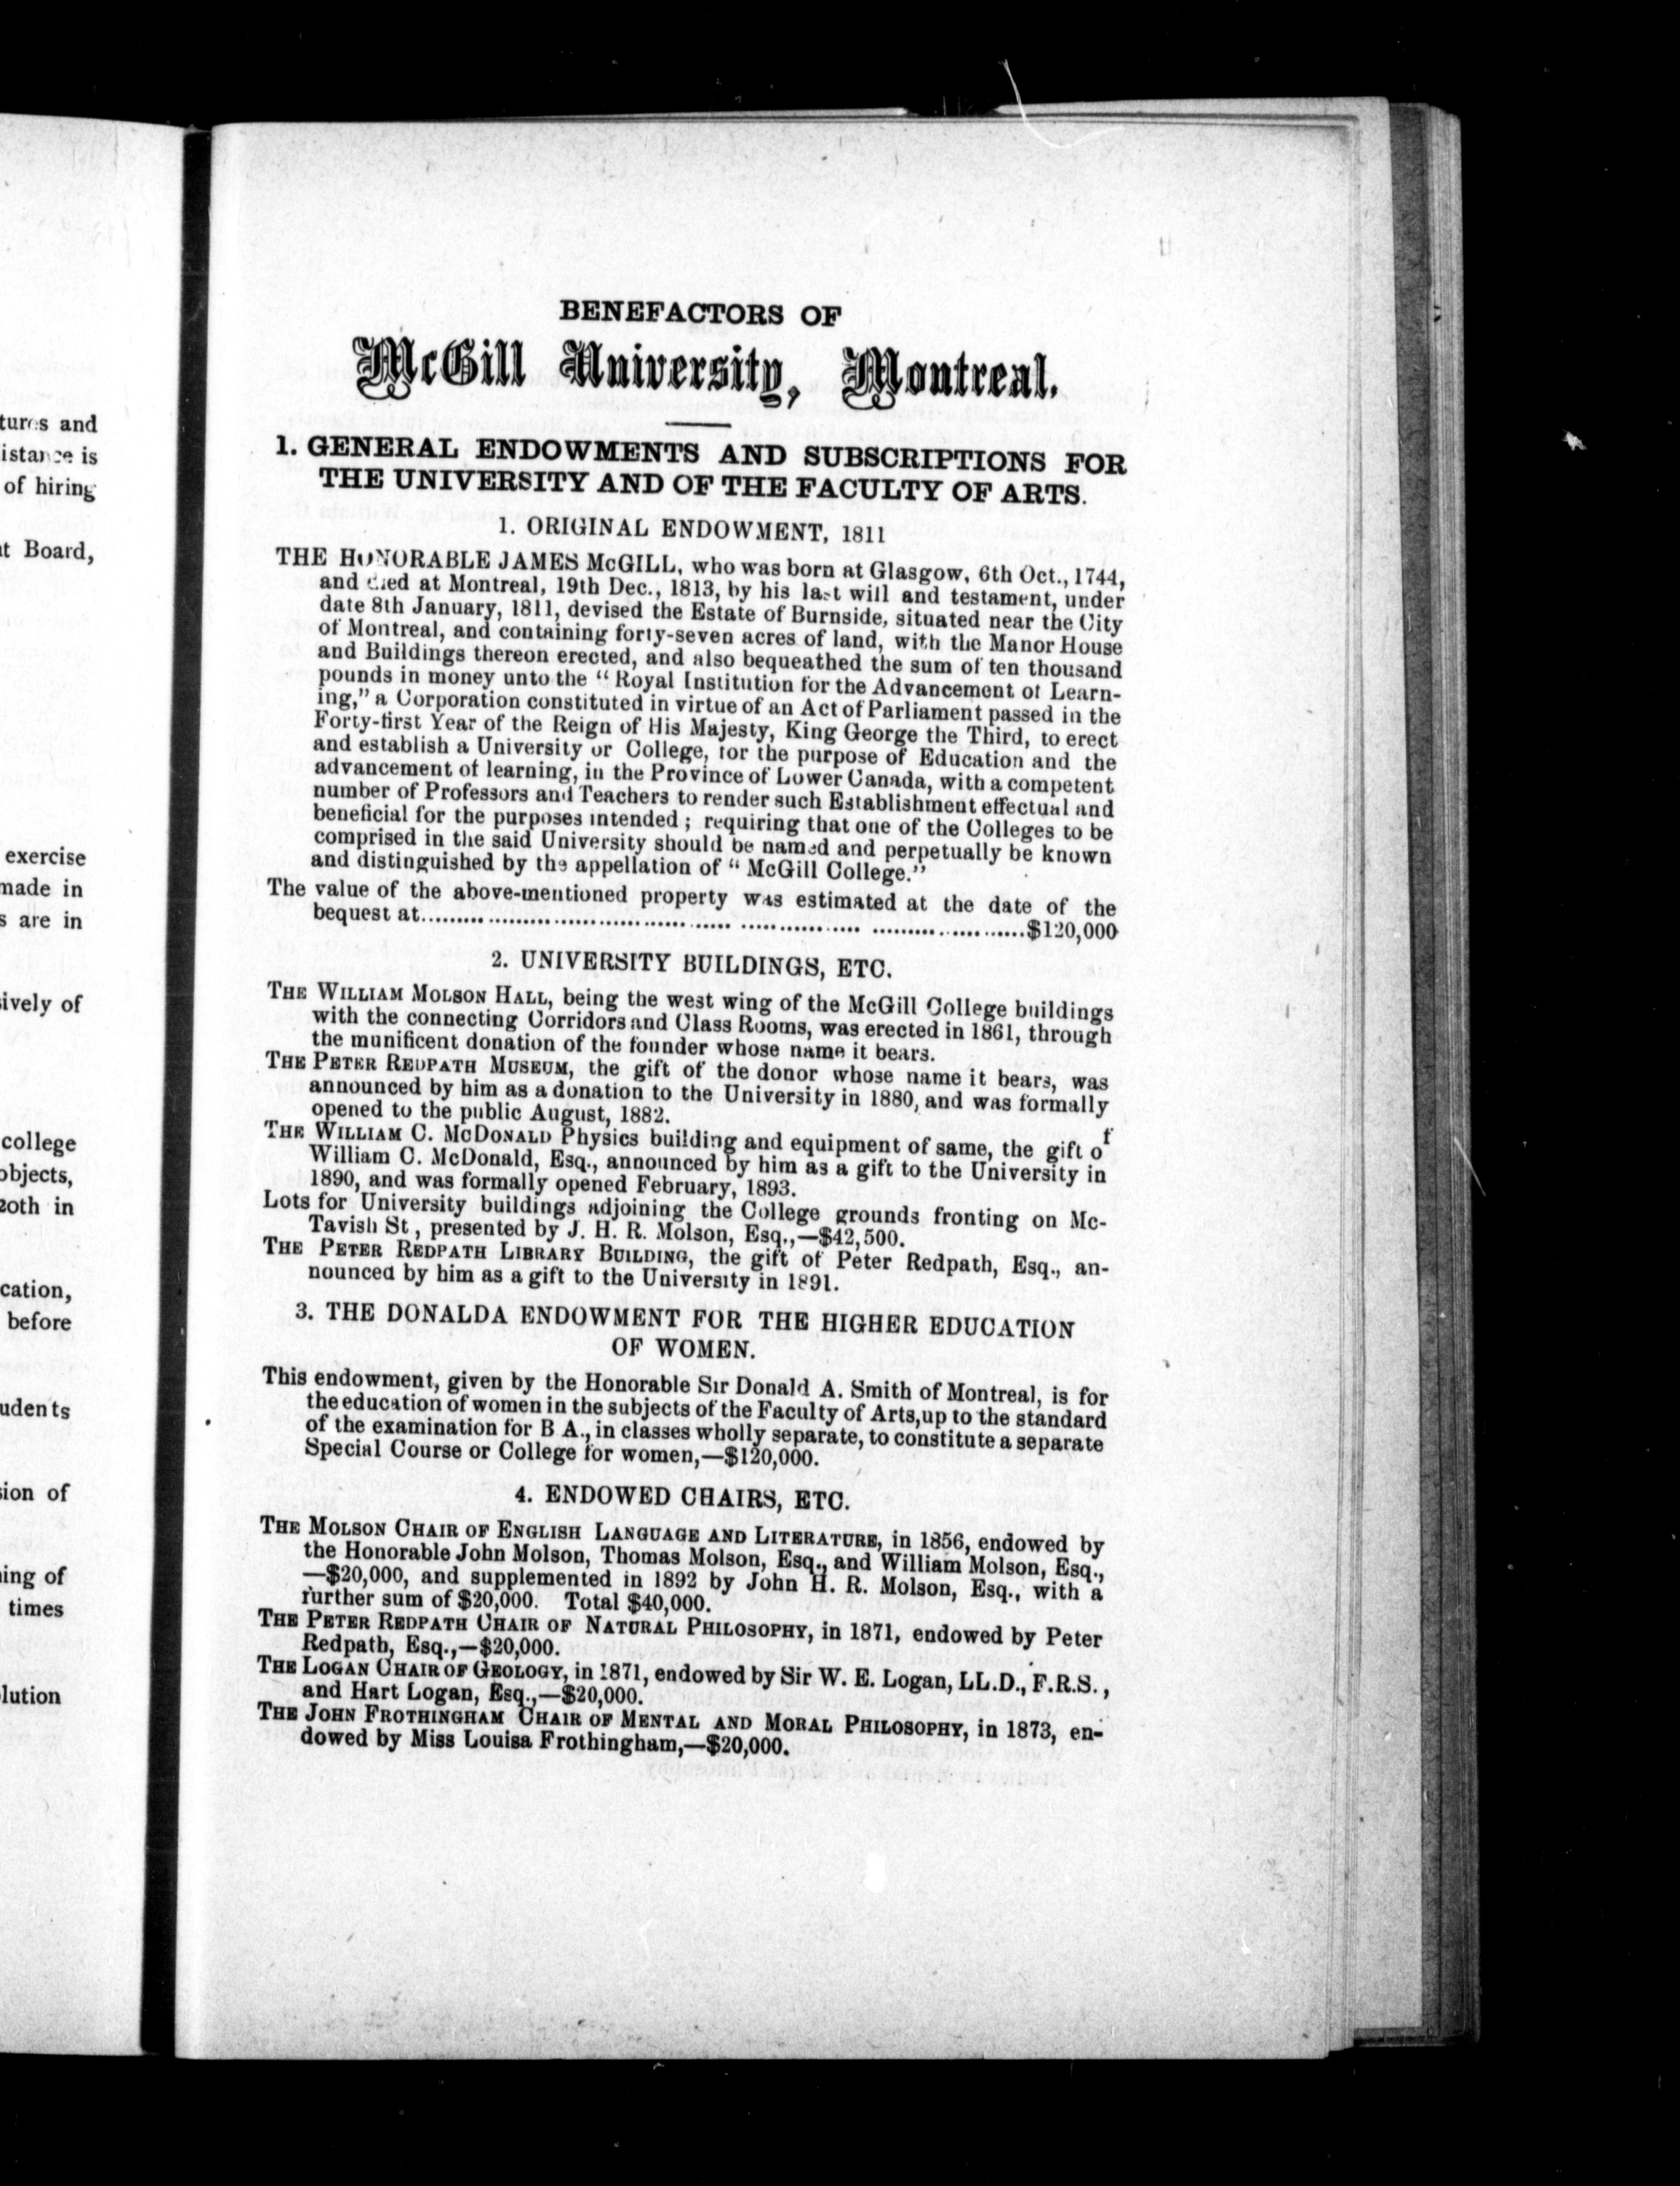 tures and
istance is
of hiring
t Board,
exercise
made in
s are in
ively of
college
objects,
20th in
cation,
before
udents
sion of
ing of
times
lution
BENEFACTORS OF
McGill University, Montreal.
1. GENERAL ENDOWMENTS AND SUBSCRIPTIONS FOR
THE UNIVERSITY AND OF THE FACULTY OF ARTS.
1. ORIGINAL ENDOWMENT, 1811
THE HONORABLE JAMES McGILL, who was born at Glasgow, 6th Oct., 1744,
and died at Montreal, 19th Dec., 1813, by his last will and testament, under
date 8th January, 1811, devised the Estate of Burnside, situated near the City
of Montreal, and containing forty-seven acres of land, with the Manor House
and Buildings thereon erected, and also bequeathed the sum of ten thousand
pounds in money unto the "Royal Institution for the Advancement of Learn-
ing," a Corporation constituted in virtue of an Act of Parliament passed in the
Forty-first Year of the Reign of His Majesty, King George the Third, to erect
and establish a University or College, for the purpose of Education and the
advancement of learning, in the Province of Lower Canada, with a competent
number of Professors and Teachers to render such Establishment effectual and
beneficial for the purposes intended; requiring that one of the Colleges to be
comprised in the said University should be named and perpetually be known
and distinguished by the appellation of "McGill College."
The value of the above-mentioned property was estimated at the date of the
bequest at..........................................................................$120,000
2. UNIVERSITY BUILDINGS, ETC.
THE WILLIAM MOLSON HALL, being the west wing of the McGill College buildings
with the connecting Corridors and Class Rooms, was erected in 1861, through
the munificent donation of the founder whose name it bears.
THE PETER REDPATH MUSEUM, the gift of the donor whose name it bears, was
announced by him as a donation to the University in 1880, and was formally
opened to the public August, 1882.
THE WILLIAM C. McDONALD Physics building and equipment of same, the gift of
William C. McDonald, Esq., announced by him as a gift to the University in
1890, and was formally opened February, 1893.
Lots for University buildings adjoining the College grounds fronting on Mc-
Tavish St, presented by J. H. R. Molson, Esq.,—$42,500.
THE PETER REDPATH LIBRARY BUILDING, the gift of Peter Redpath, Esq., an-
nounced by him as a gift to the University in 1891.
3. THE DONALDA ENDOWMENT FOR THE HIGHER EDUCATION
OF WOMEN.
This endowment, given by the Honorable Sir Donald A. Smith of Montreal, is for
the education of women in the subjects of the Faculty of Arts, up to the standard
of the examination for B A., in classes wholly separate, to constitute a separate
Special Course or College for women,—$120,000.
4. ENDOWED CHAIRS, ETC.
THE MOLSON CHAIR OF ENGLISH LANGUAGE AND LITERATURE, in 1856, endowed by
the Honorable John Molson, Thomas Molson, Esq., and William Molson, Esq.,
—$20,000, and supplemented in 1892 by John H. R. Molson, Esq., with a
further sum of $20,000. Total $40,000.
THE PETER REDPATH CHAIR OF NATURAL PHILOSOPHY, in 1871, endowed by Peter
Redpath, Esq.,—$20,000.
THE LOGAN CHAIR OF GEOLOGY, in 1871, endowed by Sir W. E. Logan, LL.D., F.R.S.,
and Hart Logan, Esq.,—$20,000.
THE JOHN FROTHINGHAM CHAIR OF MENTAL AND MORAL PHILOSOPHY, in 1873, en-
dowed by Miss Louisa Frothingham,—$20,000.